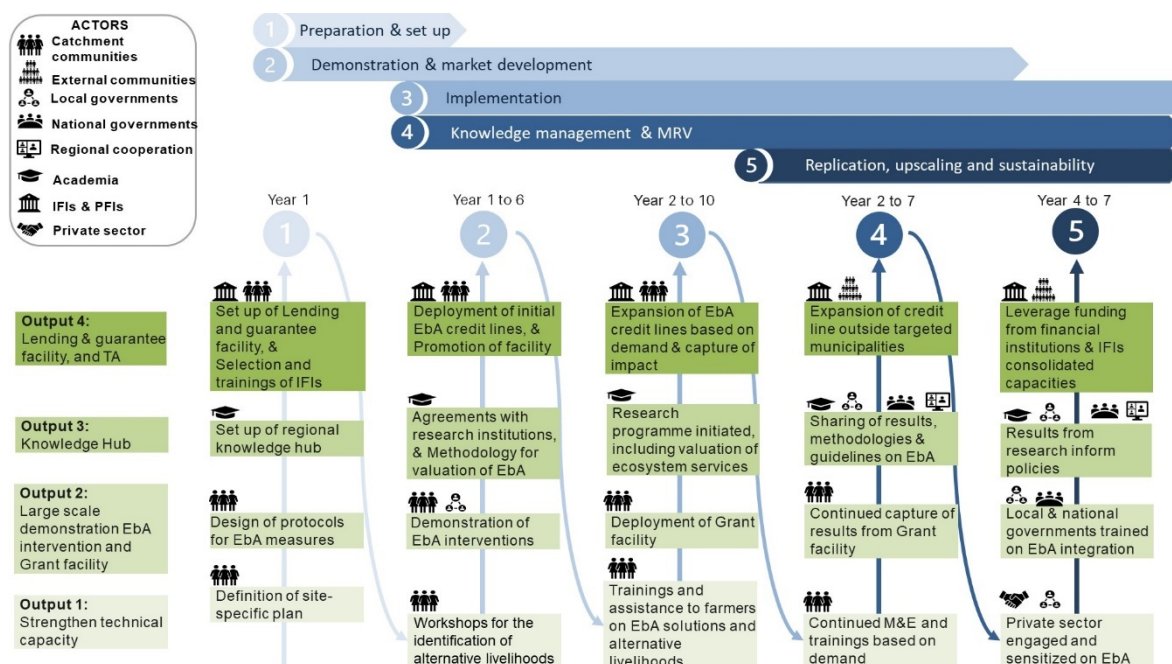 ACTORS
Catchment
communities
External communities
Local governments
National governments
Regional cooperation
Academia
IFIs & PFIs
Private sector
1 Preparation & set up
2 Demonstration & market development
3 Implementation
4 Knowledge management & MRV
5 Replication, upscaling and sustainability
Year 1
Year 1 to 6
Year 2 to 10
Year 2 to 7
Year 4 to 7
1
2
3
4
5
Output 4:
Lending & guarantee
facility, and TA
Set up of Lending
and guarantee
facility, &
Selection and
trainings of IFIs
Deployment of initial
EbA credit lines, &
Promotion of facility
Expansion of EbA
credit lines based on
demand & capture of
impact
Expansion of credit
line outside targeted
municipalities
Leverage funding
from financial
institutions & IFIs
consolidated
capacities
Output 3:
Knowledge Hub
Set up of regional
knowledge hub
Agreements with
research institutions,
& Methodology for
valuation of EbA
Research
programme initiated,
including valuation of
ecosystem services
Sharing of results,
methodologies &
guidelines on EbA
Results from
research inform
policies
Output 2:
Large scale
demonstration EbA
intervention and
Grant facility
Design of protocols
for EbA measures
Demonstration of
EbA interventions
Deployment of Grant
facility
Continued capture of
results from Grant
facility
Local & national
governments trained
on EbA integration
Output 1:
Strengthen technical
capacity
Definition of site-
specific plan
Workshops for the
identification of
alternative livelihoods
Trainings and
assistance to farmers
on EbA solutions and
alternative
livelihoods
Continued M&E and
trainings based on
demand
Private sector
engaged and
sensitized on EbA